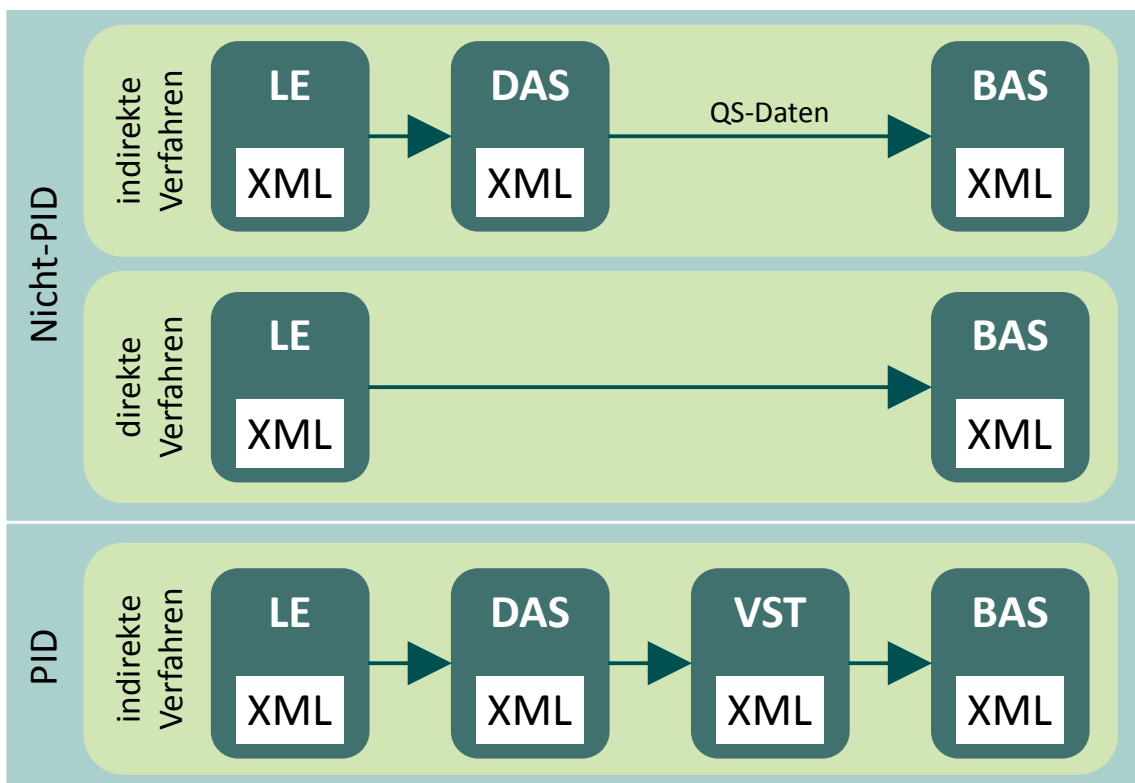 Nicht-PID
indirekte
Verfahren
LE
XML
DAS
XML
QS-Daten
BAS
XML
direkte
Verfahren
LE
XML
BAS
XML
PID
indirekte
Verfahren
LE
XML
DAS
XML
VST
XML
BAS
XML